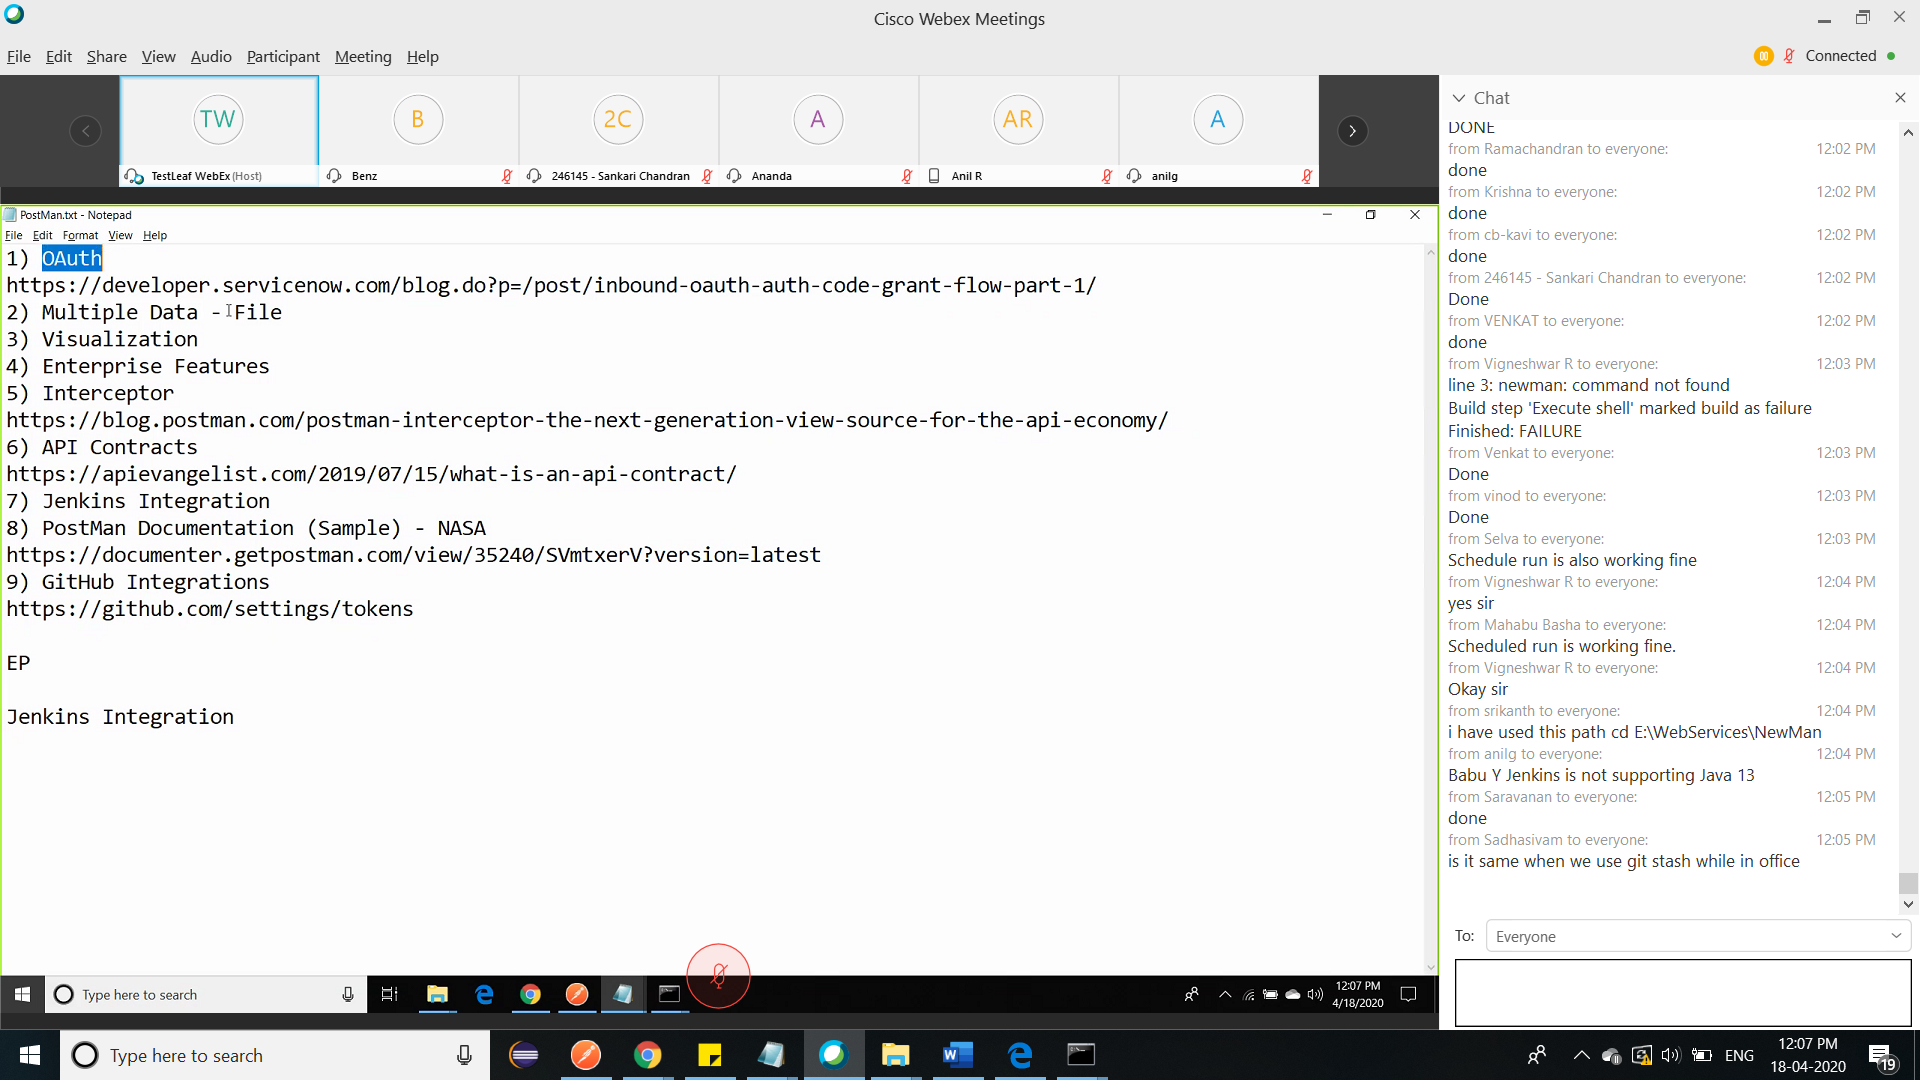 Cisco Webex Meetings
File Edit Share View Audio Participant Meeting Help
Connected
TW
B
2C
A
AR
A
TestLeaf WebEx (Host)
Benz
246145 - Sankari Chandran
Ananda
Anil R
anilg
PostMan.txt - Notepad
File Edit Format View Help
1) OAuth
https://developer.servicenow.com/blog.do?p=/post/inbound-oauth-auth-code-grant-flow-part-1/
2) Multiple Data - File
3) Visualization
4) Enterprise Features
5) Interceptor
https://blog.postman.com/postman-interceptor-the-next-generation-view-source-for-the-api-economy/
6) API Contracts
https://apievangelist.com/2019/07/15/what-is-an-api-contract/
7) Jenkins Integration
8) PostMan Documentation (Sample) - NASA
https://documenter.getpostman.com/view/35240/SVmtxerV?version=latest
9) GitHub Integrations
https://github.com/settings/tokens
EP
Jenkins Integration
Type here to search
12:07 PM
4/18/2020
Chat
DONE
from Ramachandran to everyone: 12:02 PM
done
from Krishna to everyone: 12:02 PM
done
from cb-kavi to everyone: 12:02 PM
done
from 246145 - Sankari Chandran to everyone: 12:02 PM
Done
from VENKAT to everyone: 12:02 PM
done
from Vigneshwar R to everyone: 12:03 PM
line 3: newman: command not found
Build step 'Execute shell' marked build as failure
Finished: FAILURE
from Venkat to everyone: 12:03 PM
Done
from vinod to everyone: 12:03 PM
Done
from Selva to everyone: 12:03 PM
Schedule run is also working fine
from Vigneshwar R to everyone: 12:04 PM
yes sir
from Mahabu Basha to everyone: 12:04 PM
Scheduled run is working fine.
from Vigneshwar R to everyone: 12:04 PM
Okay sir
from srikanth to everyone: 12:04 PM
i have used this path cd E:\WebServices\NewMan
from anilg to everyone: 12:04 PM
Babu Y Jenkins is not supporting Java 13
from Saravanan to everyone: 12:05 PM
done
from Sadhasivam to everyone: 12:05 PM
is it same when we use git stash while in office
To: Everyone
Type here to search
ENG
12:07 PM
18-04-2020
19